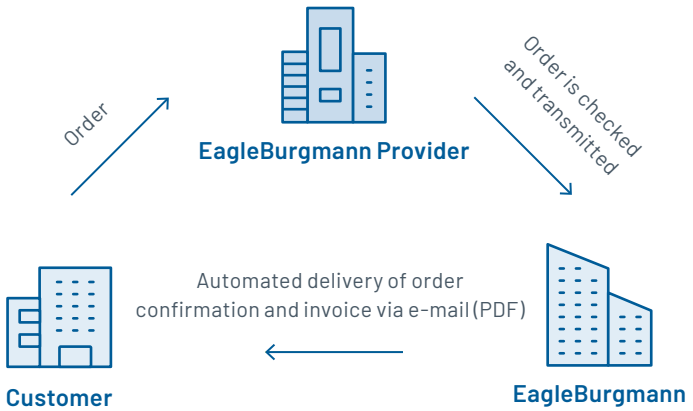 Order
EagleBurgmann Provider
Order is checked
and transmitted
Automated delivery of order
confirmation and invoice via e-mail (PDF)
Customer
EagleBurgmann